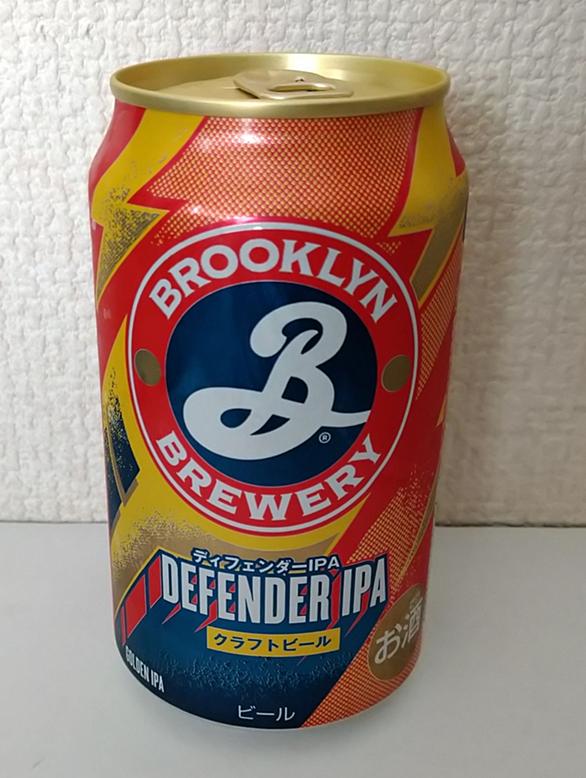 BROOKLYN
B
®
BREWERY
ディフェンダーIPA
DEFENDER IPA
クラフトビール
お酒
GOLDEN IPA
ビール